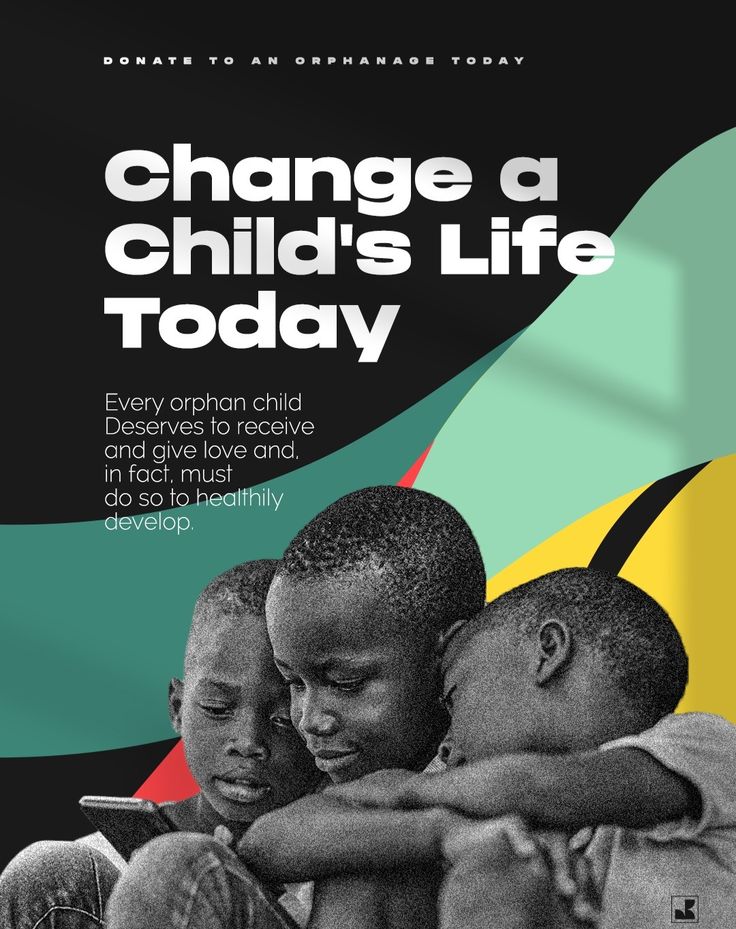 DONATE TO AN ORPHANAGE TODAY
Change a
Child's Life
Today
Every orphan child
Deserves to receive
and give love and,
in fact, must
do so to healthily
develop.